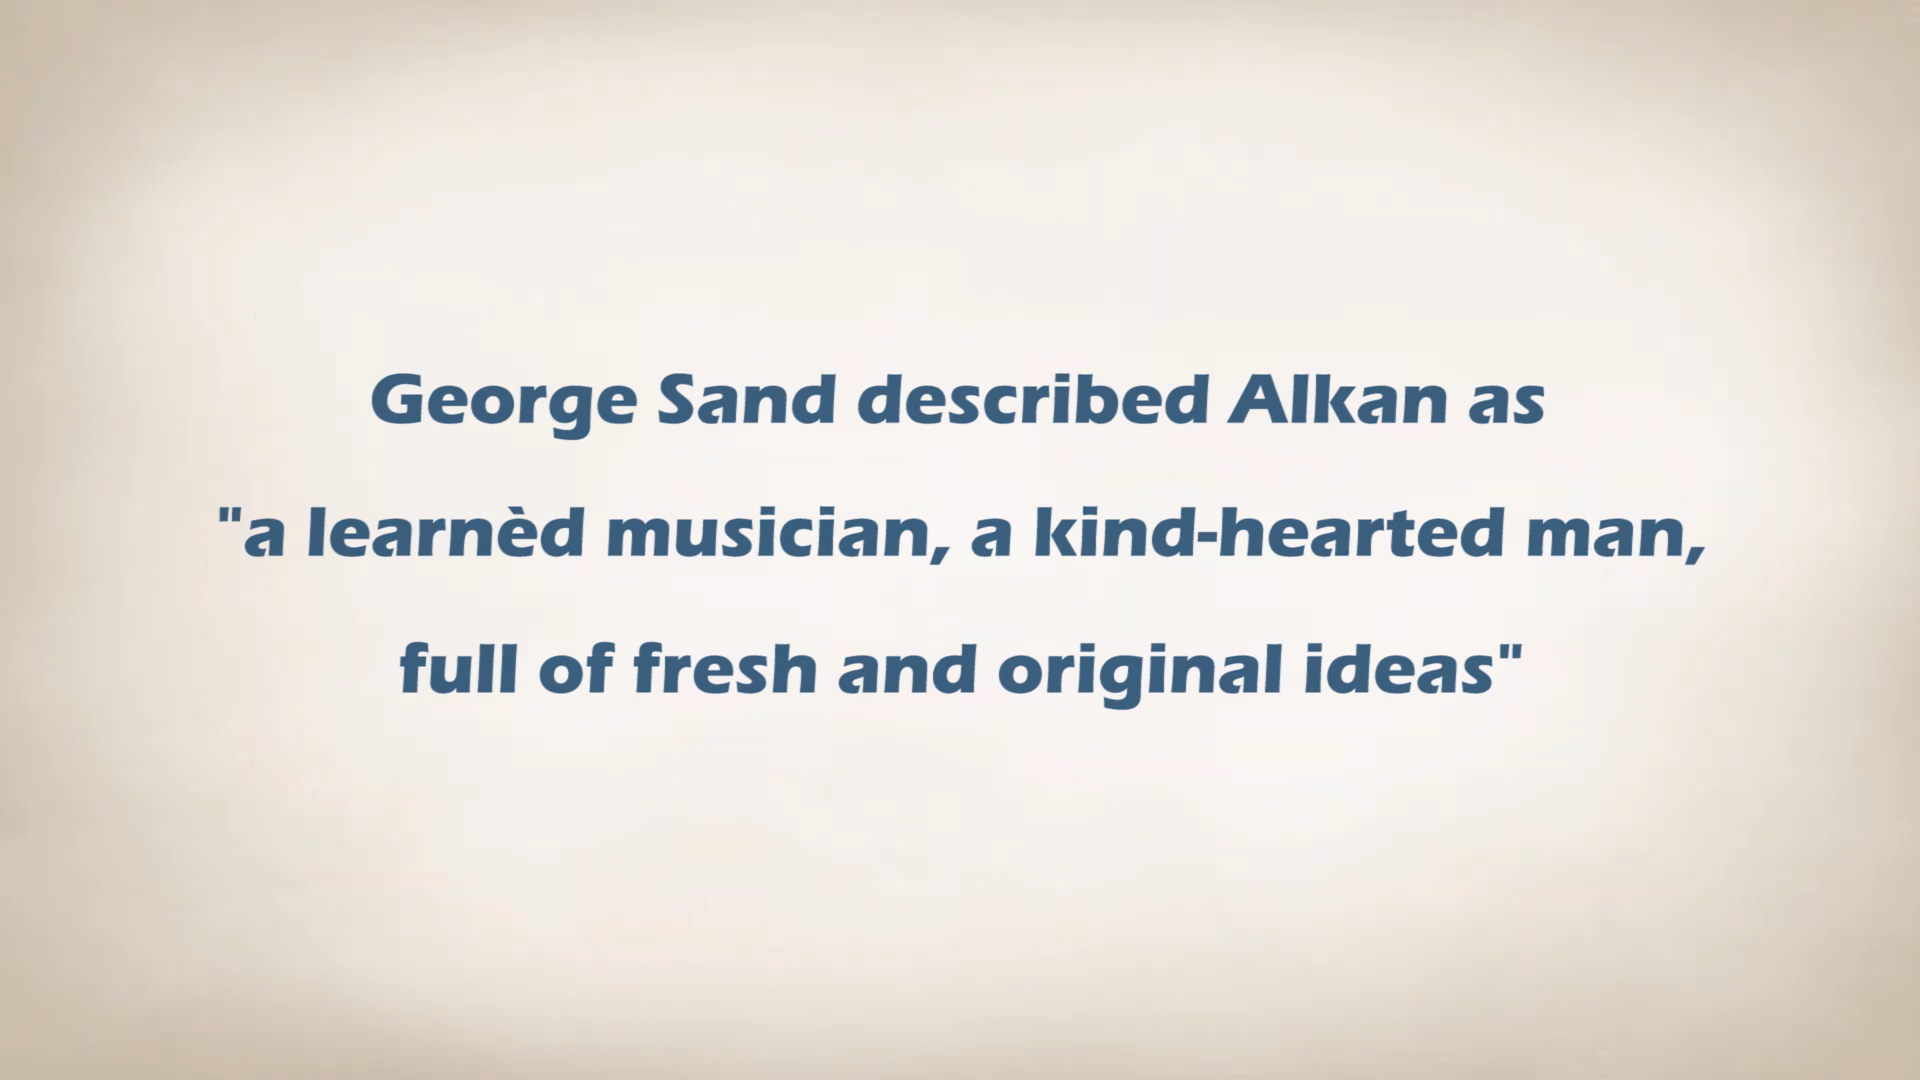 George Sand described Alkan as
"a learnèd musician, a kind-hearted man,
full of fresh and original ideas"